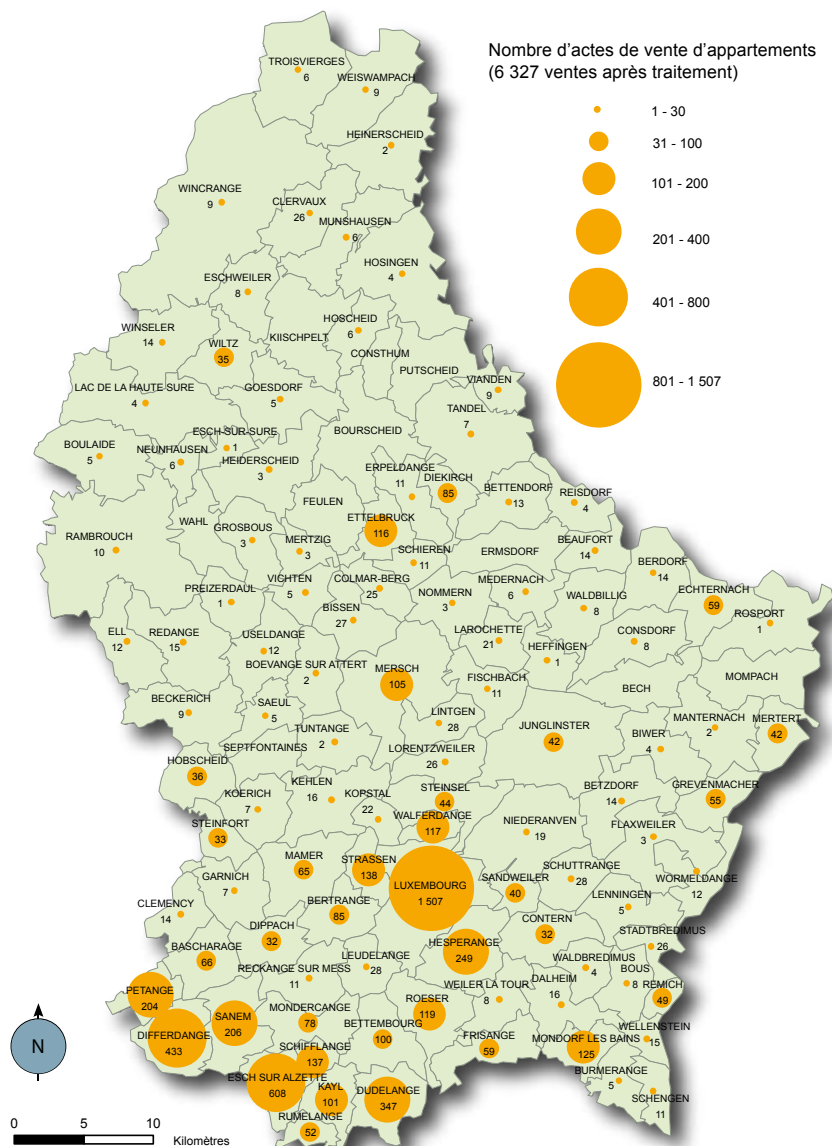 Nombre d'actes de vente d'appartements
(6 327 ventes après traitement)
1 - 30
31 - 100
101 - 200
201 - 400
401 - 800
801 - 1 507
TROISVIERGES
6
WEISWAMPACH
9
HEINERSCHEID
2
WINCRANGE
9
CLERVAUX
26
MUNSHAUSEN
6
HOSINGEN
4
ESCHWEILER
8
HOSCHEID
6
WINSELER
14
WILTZ
35
KIISCHPELT
CONSTHUM
PUTSCHEID
VIANDEN
9
LAC DE LA HAUTE SURE
4
GOESDORF
5
TANDEL
7
BOULAIDE
5
NEUNHAUSEN
6
ESCH-SUR-SURE
1
HEIDERSCHEID
3
BOURSCHEID
ERPELDANGE
11
DIEKIRCH
85
BETTENDORF
13
REISDORF
4
FEULEN
ETTELBRUCK
116
WAHL
GROSBOUS
3
MERTZIG
3
RAMBROUCH
10
SCHIEREN
11
ERMSDORF
BEAUFORT
14
BERDORF
14
ECHTERNACH
59
ROSPORT
1
PREIZERDAUL
1
VICHTEN
5
COLMAR-BERG
25
BISSEN
27
NOMMERN
3
MEDERNACH
6
WALDBILLIG
8
ELL
12
REDANGE
15
USELDANGE
12
BOEVANGE SUR ATTERT
2
LAROCHETTE
21
HEFFINGEN
1
CONSDORF
8
MERSCH
105
FISCHBACH
11
BECH
MOMPACH
BECKERICH
9
SAEUL
5
LINTGEN
28
JUNGLINSTER
42
TUNTANGE
2
SEPTFONTAINES
BIWER
4
MANTERNACH
2
MERTERT
42
HOBSCHEID
36
LORENTZWEILER
26
KEHLEN
16
KOERICH
7
KOPSTAL
22
STEINSEL
44
WALFERDANGE
117
BETZDORF
14
GREVENMACHER
55
STEINFORT
33
NIEDERANVEN
19
FLAXWEILER
3
MAMER
65
STRASSEN
138
LUXEMBOURG
1 507
SANDWEILER
40
SCHUTTRANGE
28
WORMELDANGE
12
GARNICH
7
CLEMENCY
14
BERTRANGE
85
LENNINGEN
5
DIPPACH
32
CONTERN
32
STADTBREDIMUS
26
BASCHARAGE
66
HESPERANGE
249
LEUDELANGE
28
RECKANGE SUR MESS
11
WALDBREDIMUS
4
BOUS
8
REMICH
49
WEILER LA TOUR
8
DALHEIM
16
PETANGE
204
SANEM
206
MONDERCANGE
78
ROESER
119
BETTEMBOURG
100
DIFFERDANGE
433
SCHIFFLANGE
137
FRISANGE
59
MONDORF LES BAINS
125
WELLENSTEIN
15
BURMERANGE
5
SCHENGEN
11
ESCH SUR ALZETTE
608
KAYL
101
DUDELANGE
347
RUMELANGE
52
N
0 5 10
Kilomètres